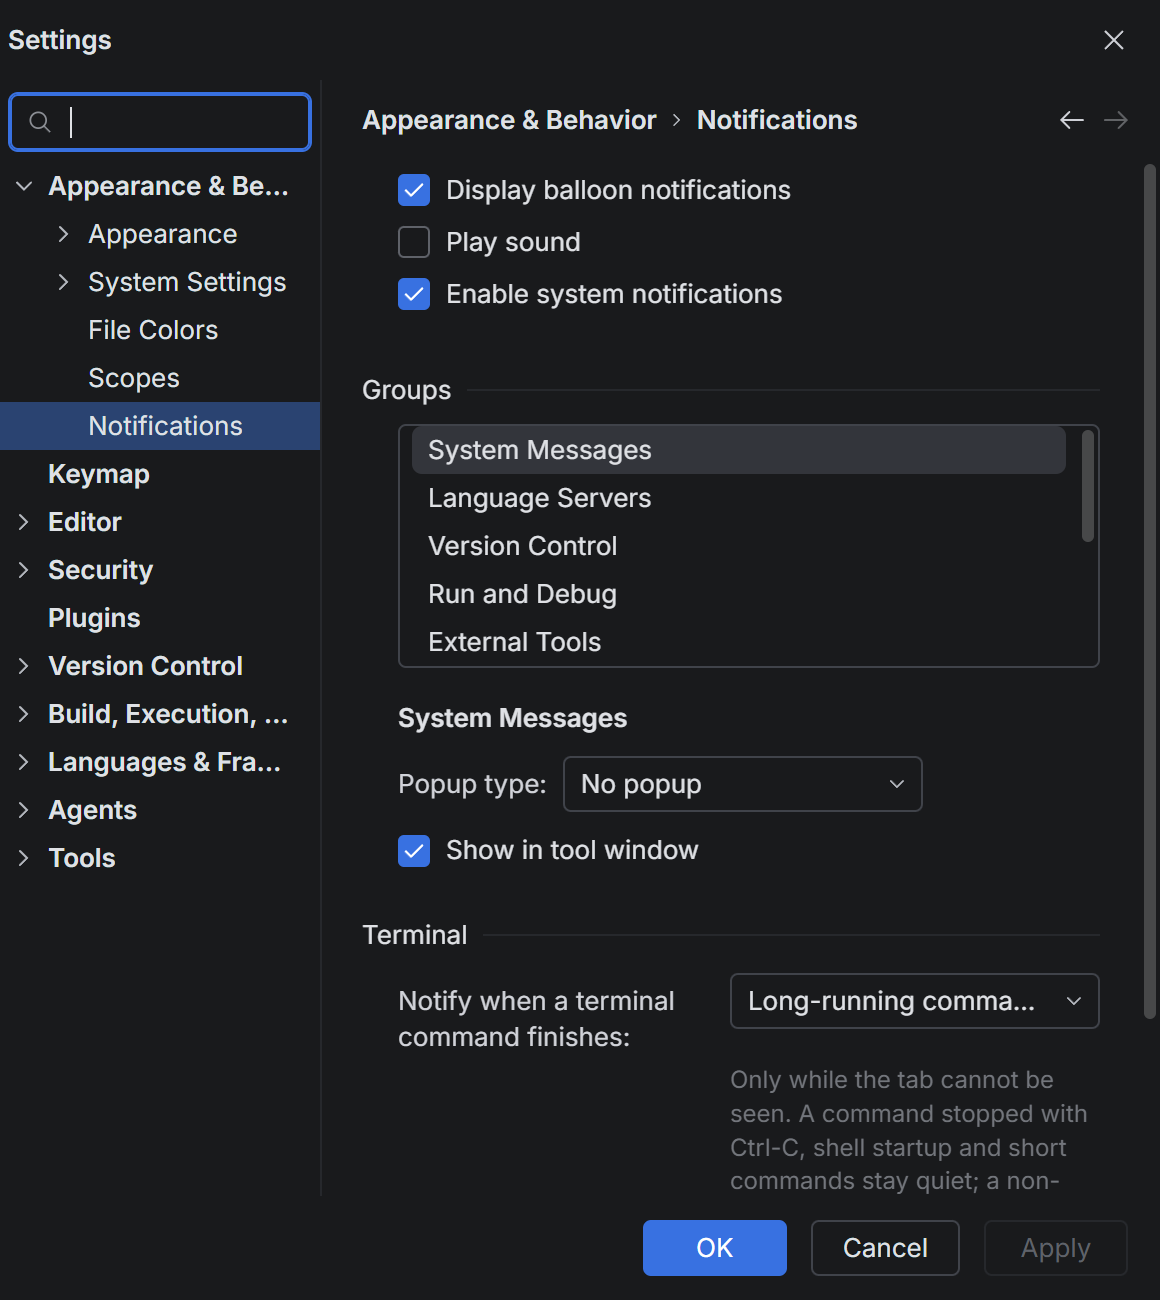 Settings
Appearance & Behavior › Notifications
Appearance & Be...
Appearance
System Settings
File Colors
Scopes
Notifications
Keymap
Editor
Security
Plugins
Version Control
Build, Execution, ...
Languages & Fra...
Agents
Tools
Display balloon notifications
Play sound
Enable system notifications
Groups
System Messages
Language Servers
Version Control
Run and Debug
External Tools
System Messages
Popup type: No popup
Show in tool window
Terminal
Notify when a terminal
command finishes:
Long-running comma...
Only while the tab cannot be
seen. A command stopped with
Ctrl-C, shell startup and short
commands stay quiet; a non-
OK Cancel Apply